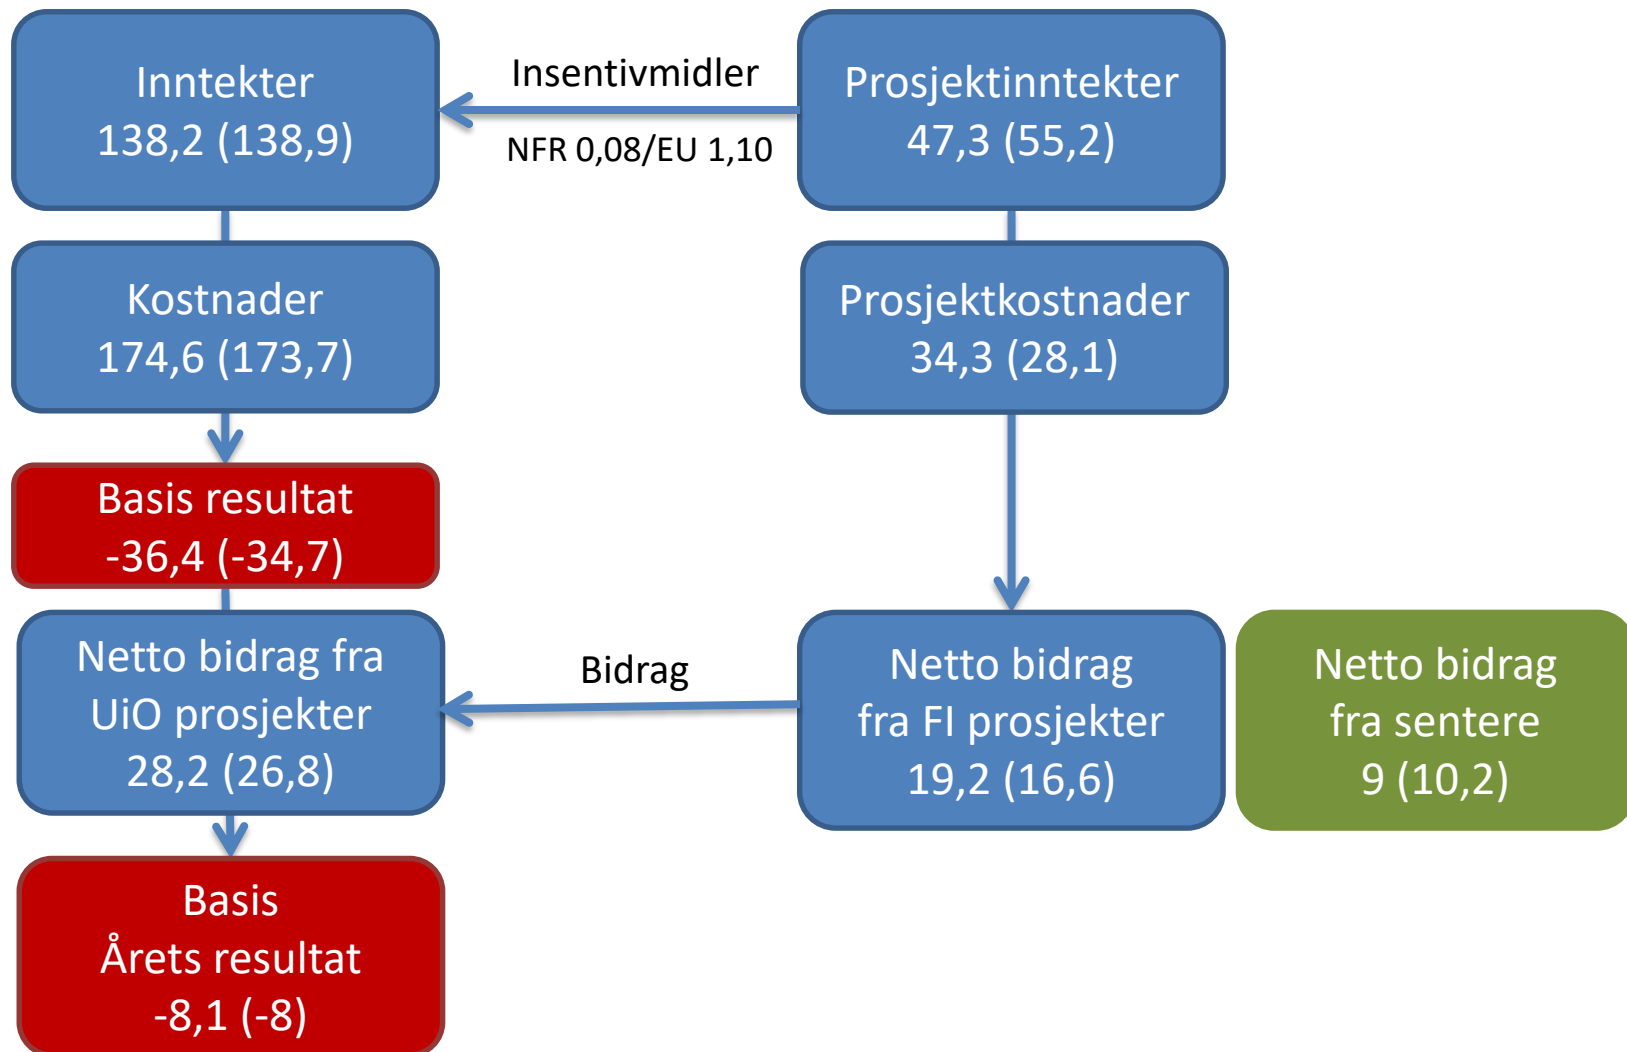 Inntekter
138,2 (138,9)
Insentivmidler
NFR 0,08/EU 1,10
Prosjektinntekter
47,3 (55,2)
Kostnader
174,6 (173,7)
Prosjektkostnader
34,3 (28,1)
Basis resultat
-36,4 (-34,7)
Netto bidrag fra
UiO prosjekter
28,2 (26,8)
Bidrag
Netto bidrag
fra FI prosjekter
19,2 (16,6)
Netto bidrag
fra sentere
9 (10,2)
Basis
Årets resultat
-8,1 (-8)